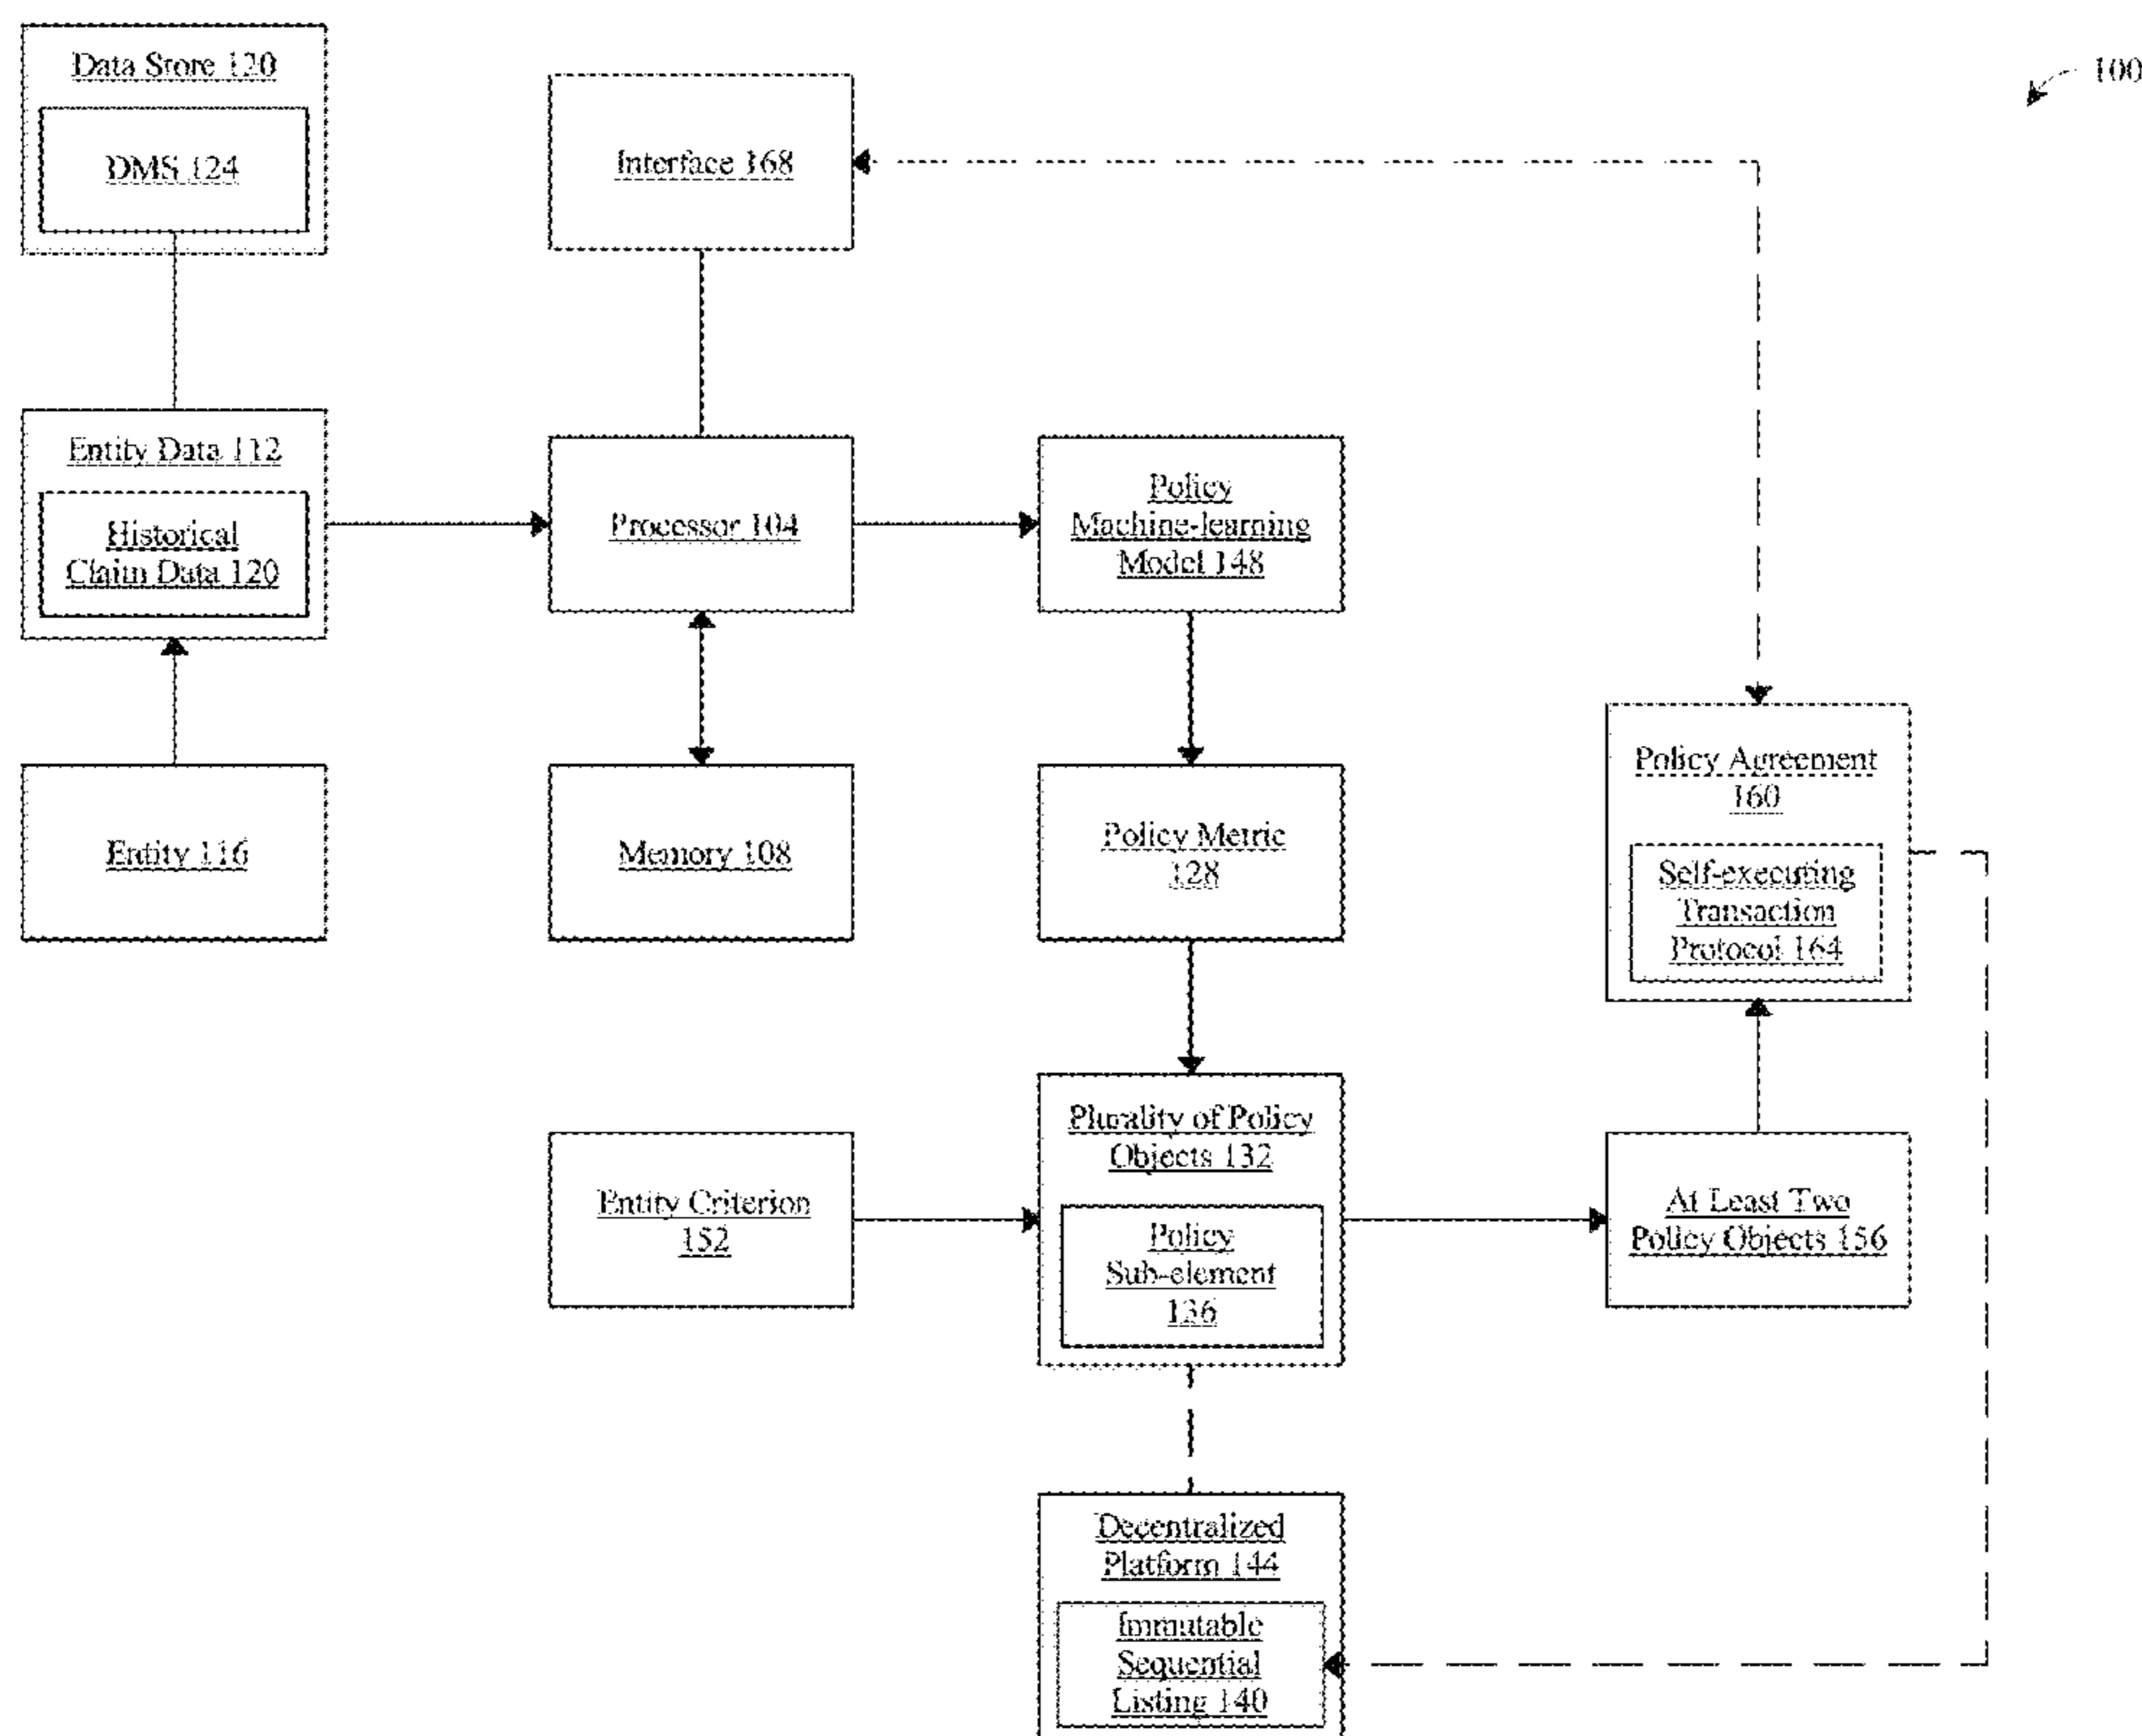 Data Store 120
DMS 124
Interface 168
100
Entity Data 112
Historical
Claim Data 120
Processor 104
Policy
Machine-learning
Model 148
Entity 116
Memory 108
Policy Metric
128
Policy Agreement
160
Self-executing
Transaction
Protocol 164
Entity Criterion
152
Plurality of Policy
Objects 132
Policy
Sub-element
136
At Least Two
Policy Objects 156
Decentralized
Platform 144
Immutable
Sequential
Listing 140